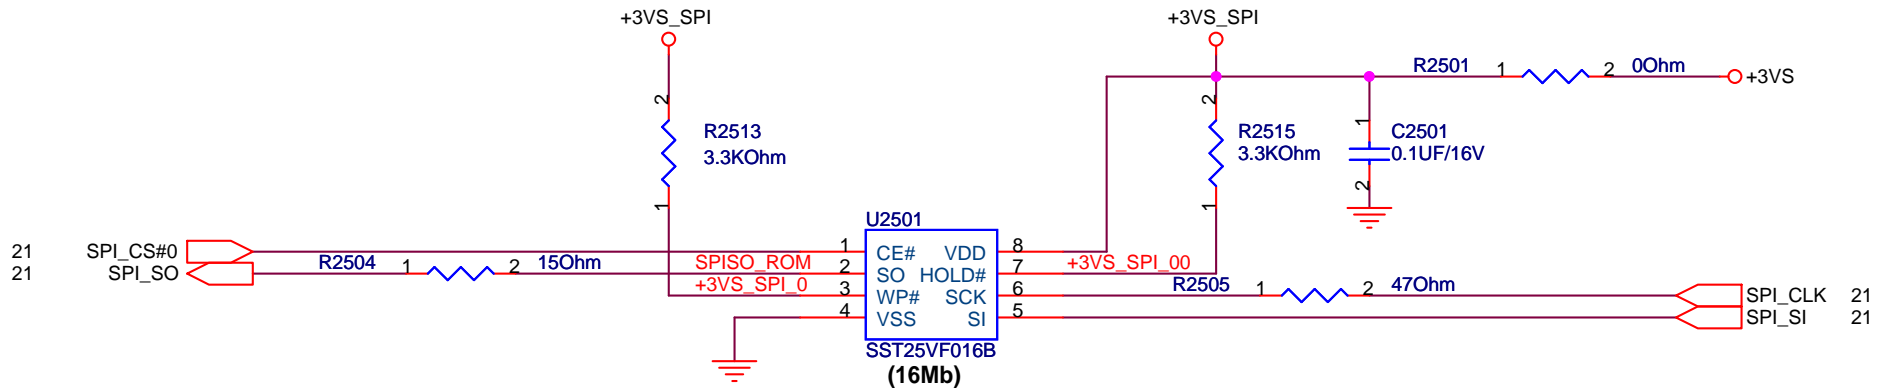 +3VS_SPI
+3VS_SPI
R2501 1 2 0Ohm +3VS
2
R2513
3.3KOhm
1
2
R2515
3.3KOhm
1
1
C2501
0.1UF/16V
2
U2501
21 SPI_CS#0 1 CE# VDD 8
21 SPI_SO R2504 1 2 15Ohm SPISO_ROM 2 SO HOLD# 7 +3VS_SPI_00
+3VS_SPI_0 3 WP# SCK 6 R2505 1 2 47Ohm SPI_CLK 21
4 VSS SI 5 SPI_SI 21
SST25VF016B
(16Mb)